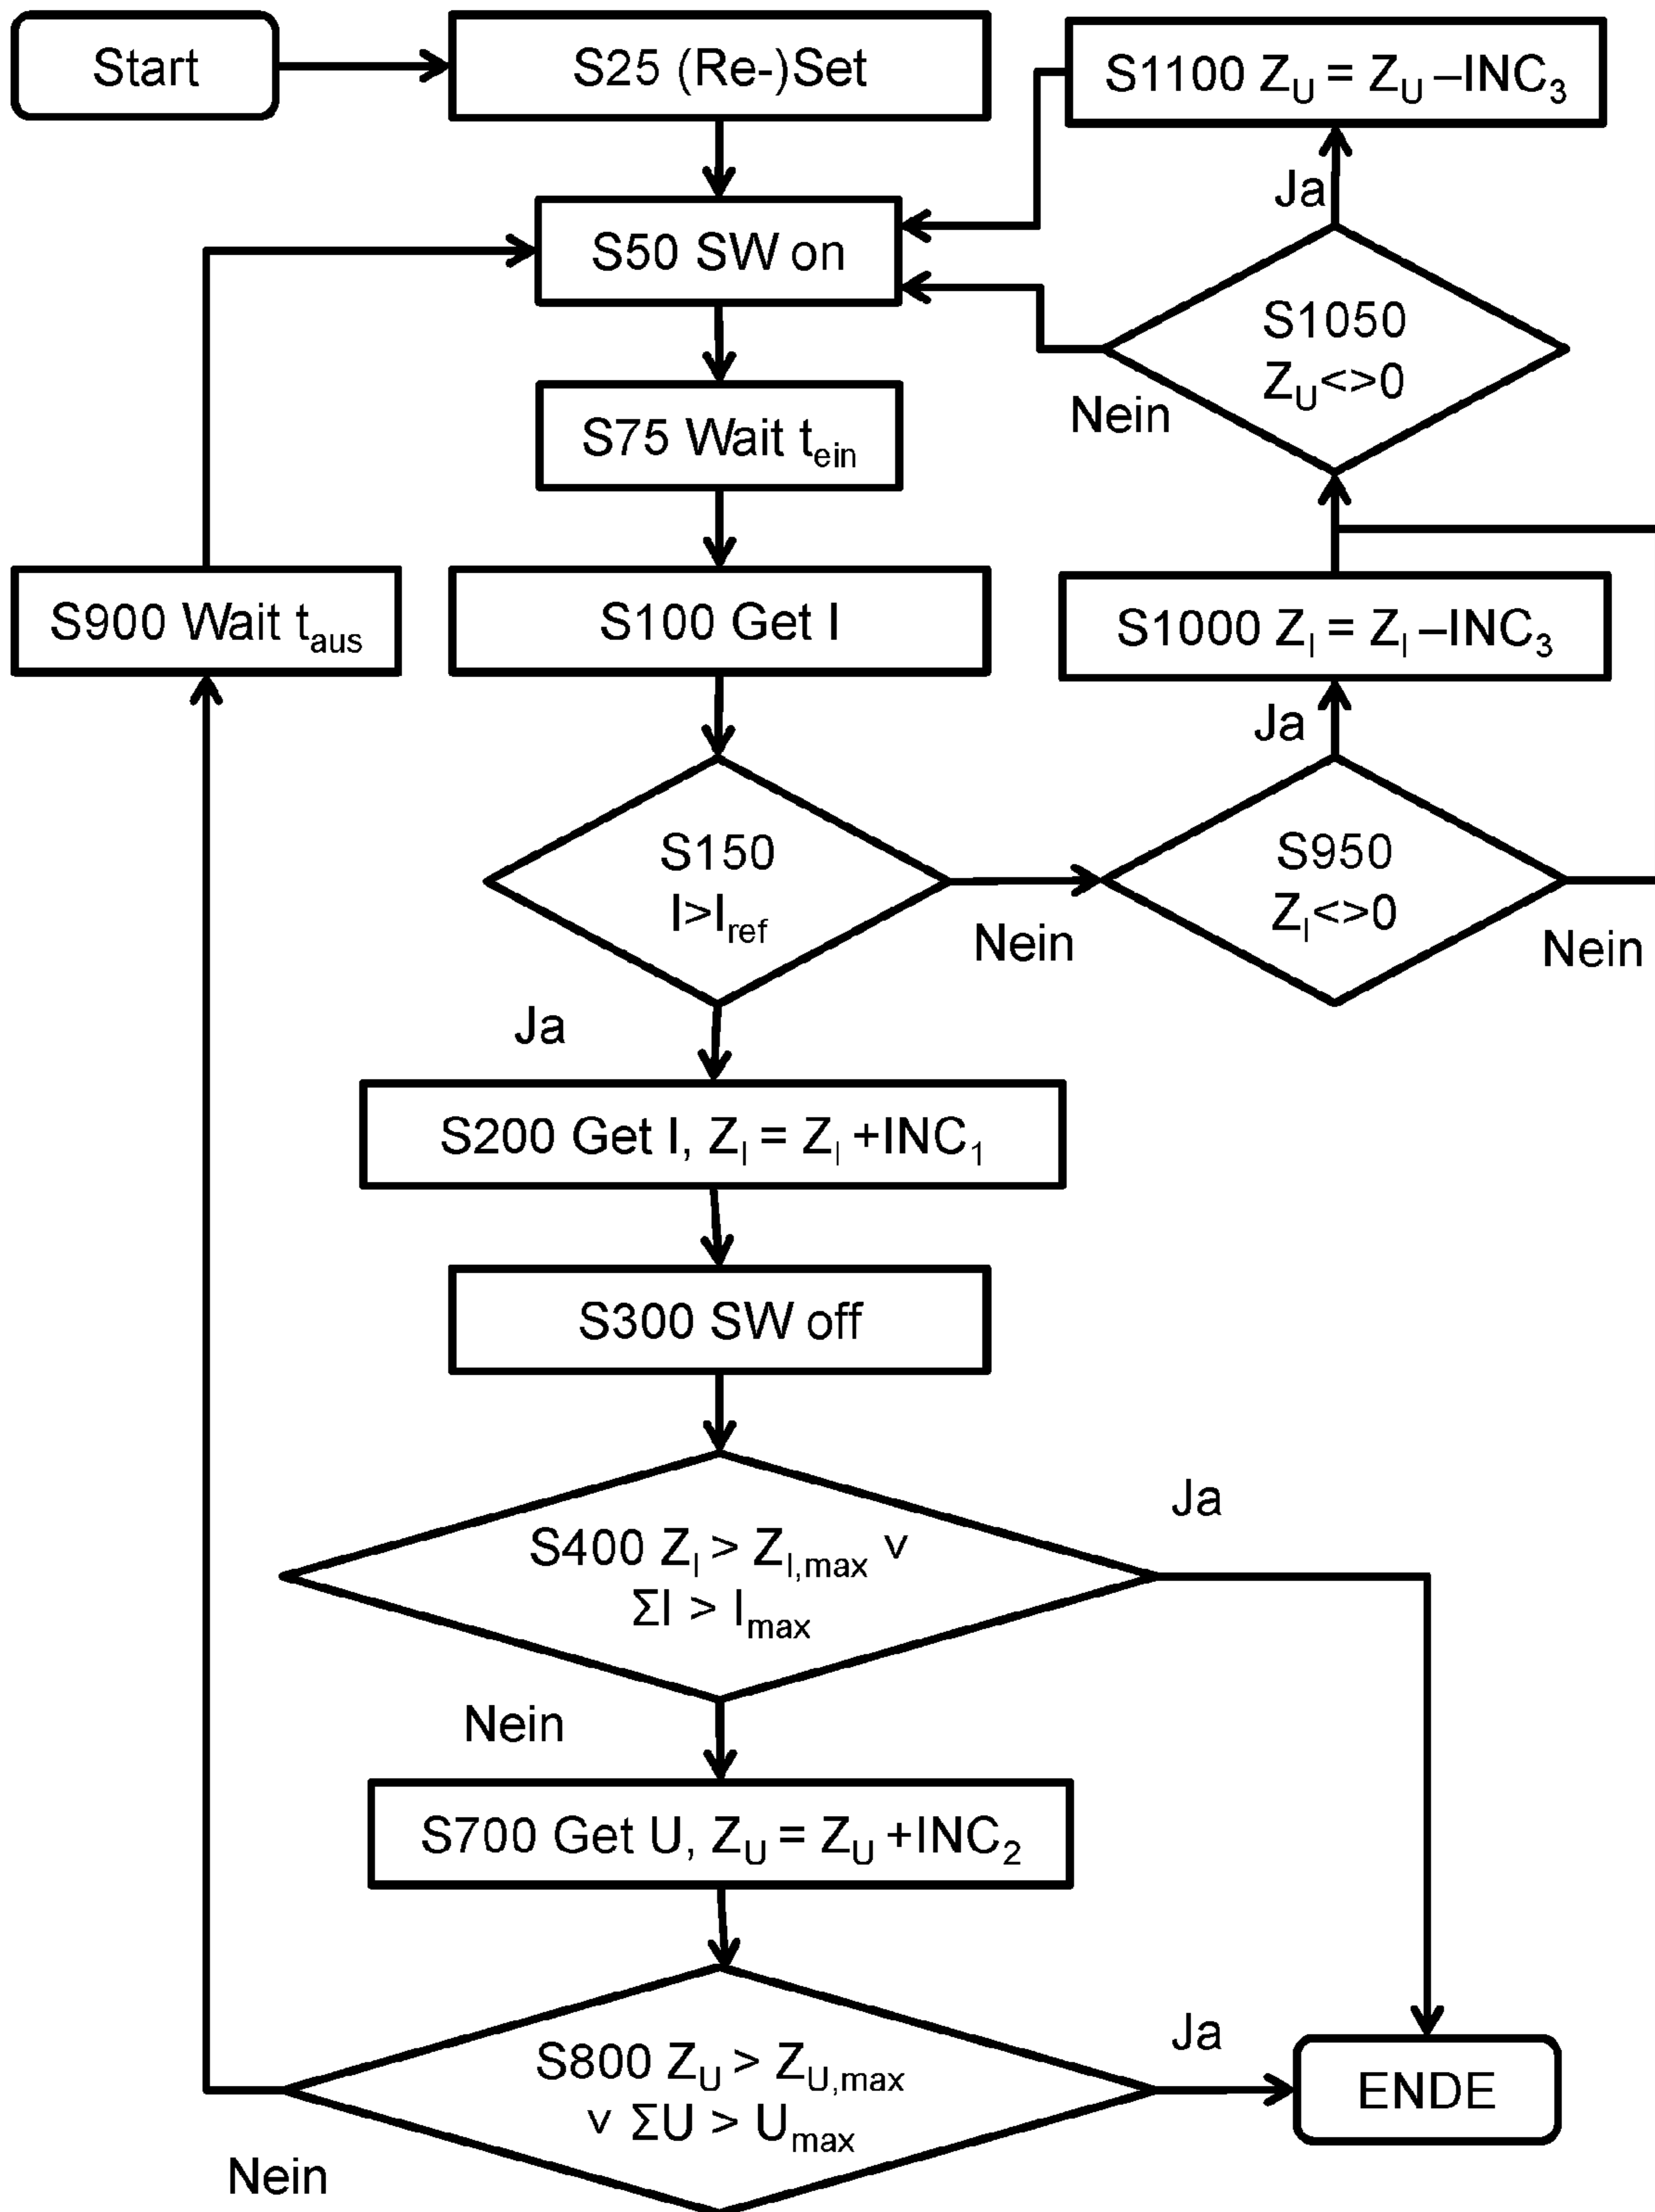 Start
S25 (Re-)Set
S1100 Z_U = Z_U –INC_3
Ja
S50 SW on
S1050
Z_U<>0
Nein
S75 Wait t_ein
S900 Wait t_aus
S100 Get I
S1000 Z_I = Z_I –INC_3
Ja
S150
I>I_ref
S950
Z_I<>0
Nein
Nein
Ja
S200 Get I, Z_I = Z_I +INC_1
S300 SW off
Ja
S400 Z_I > Z_I,max v
ΣI > I_max
Nein
S700 Get U, Z_U = Z_U +INC_2
Ja
S800 Z_U > Z_U,max
v ΣU > U_max
ENDE
Nein